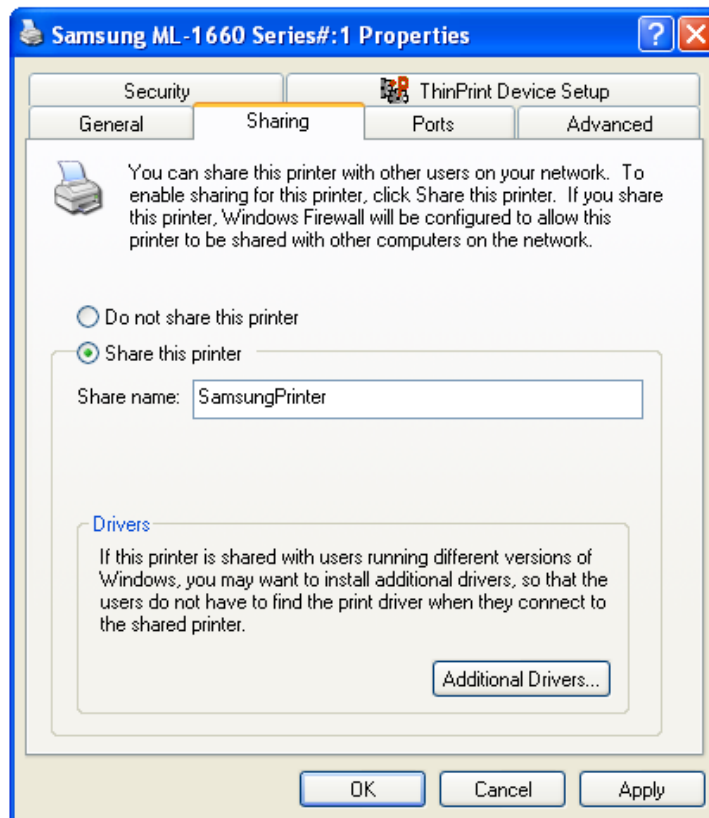 Samsung ML-1660 Series#:1 Properties
Security
ThinPrint Device Setup
General
Sharing
Ports
Advanced
You can share this printer with other users on your network. To
enable sharing for this printer, click Share this printer. If you share
this printer, Windows Firewall will be configured to allow this
printer to be shared with other computers on the network.
Do not share this printer
Share this printer
Share name: SamsungPrinter
Drivers
If this printer is shared with users running different versions of
Windows, you may want to install additional drivers, so that the
users do not have to find the print driver when they connect to
the shared printer.
Additional Drivers...
OK
Cancel
Apply